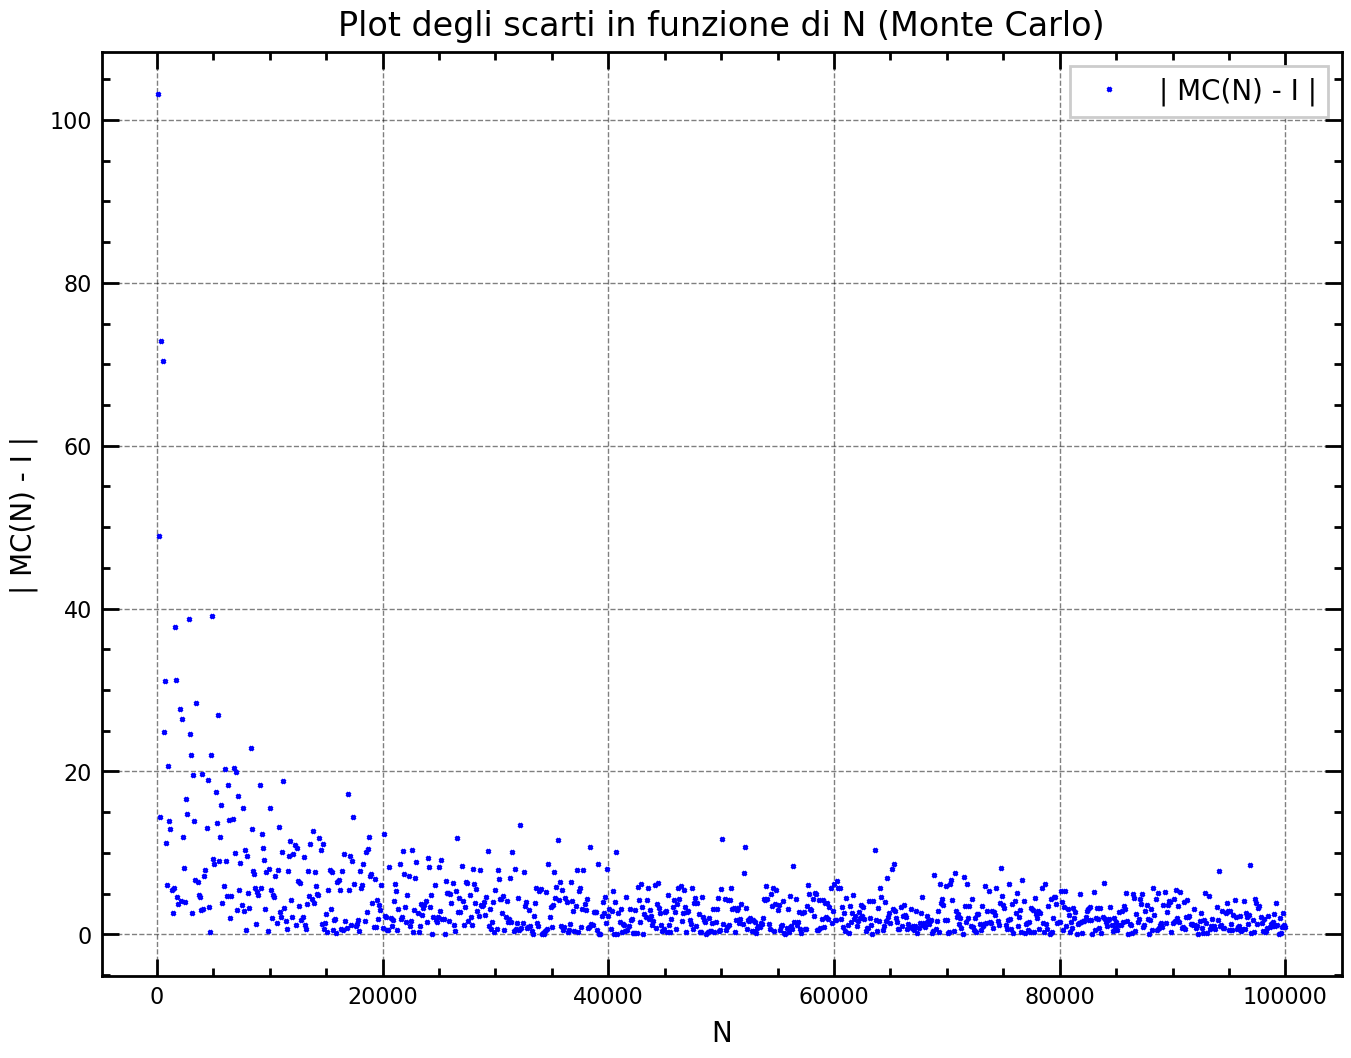 Plot degli scarti in funzione di N (Monte Carlo)
| MC(N) - I |
100
80
60
40
20
0
| MC(N) - I |
0 20000 40000 60000 80000 100000
N